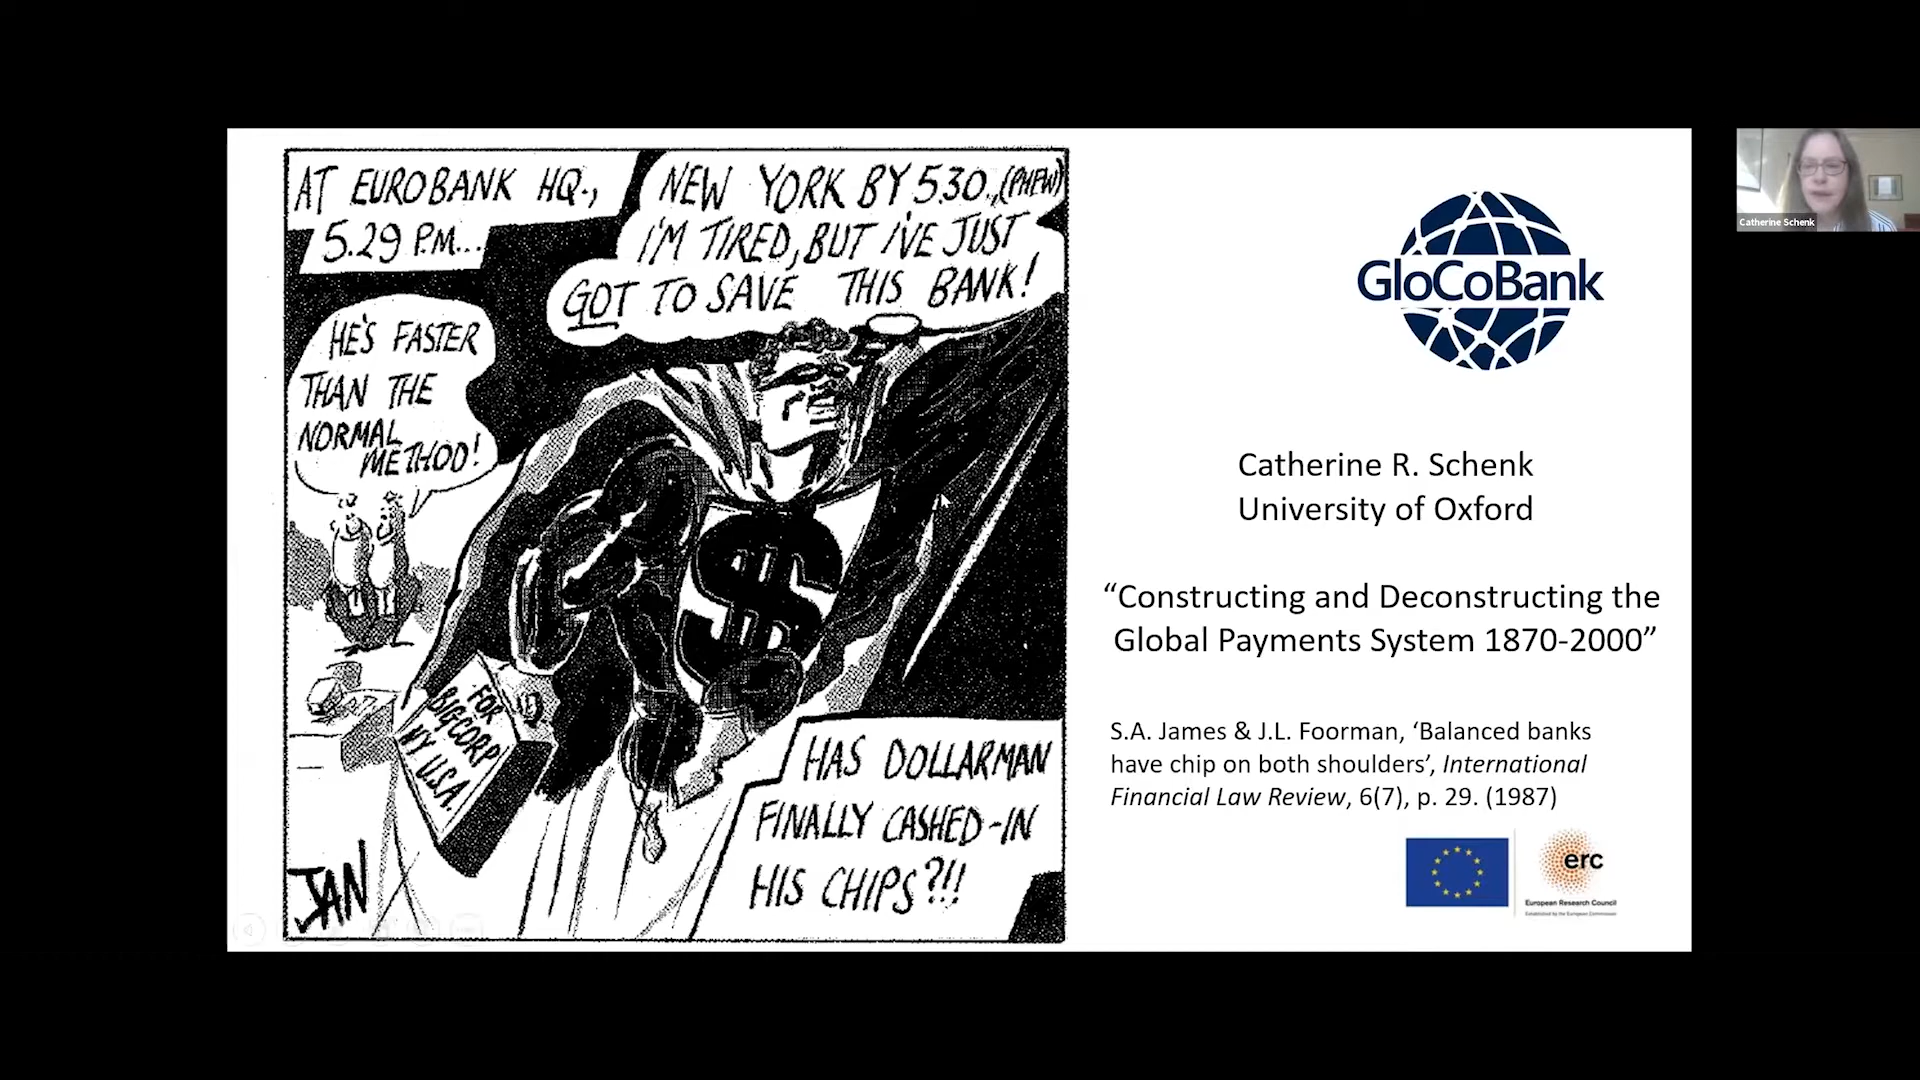 AT EUROBANK HQ.,
5.29 P.M...
NEW YORK BY 5.30., (PHEW)
I'M TIRED, BUT I'VE JUST
GOT TO SAVE THIS BANK!
HE'S FASTER
THAN THE
NORMAL
METHOD!
FOR
BIGCORP
NY U.S.A.
HAS DOLLARMAN
FINALLY CASHED-IN
HIS CHIPS?!!
JAN
GloCoBank
Catherine R. Schenk
University of Oxford
“Constructing and Deconstructing the
Global Payments System 1870-2000”
S.A. James & J.L. Foorman, ‘Balanced banks
have chip on both shoulders’, International
Financial Law Review, 6(7), p. 29. (1987)
erc
European Research Council
Established by the European Commission
Catherine Schenk